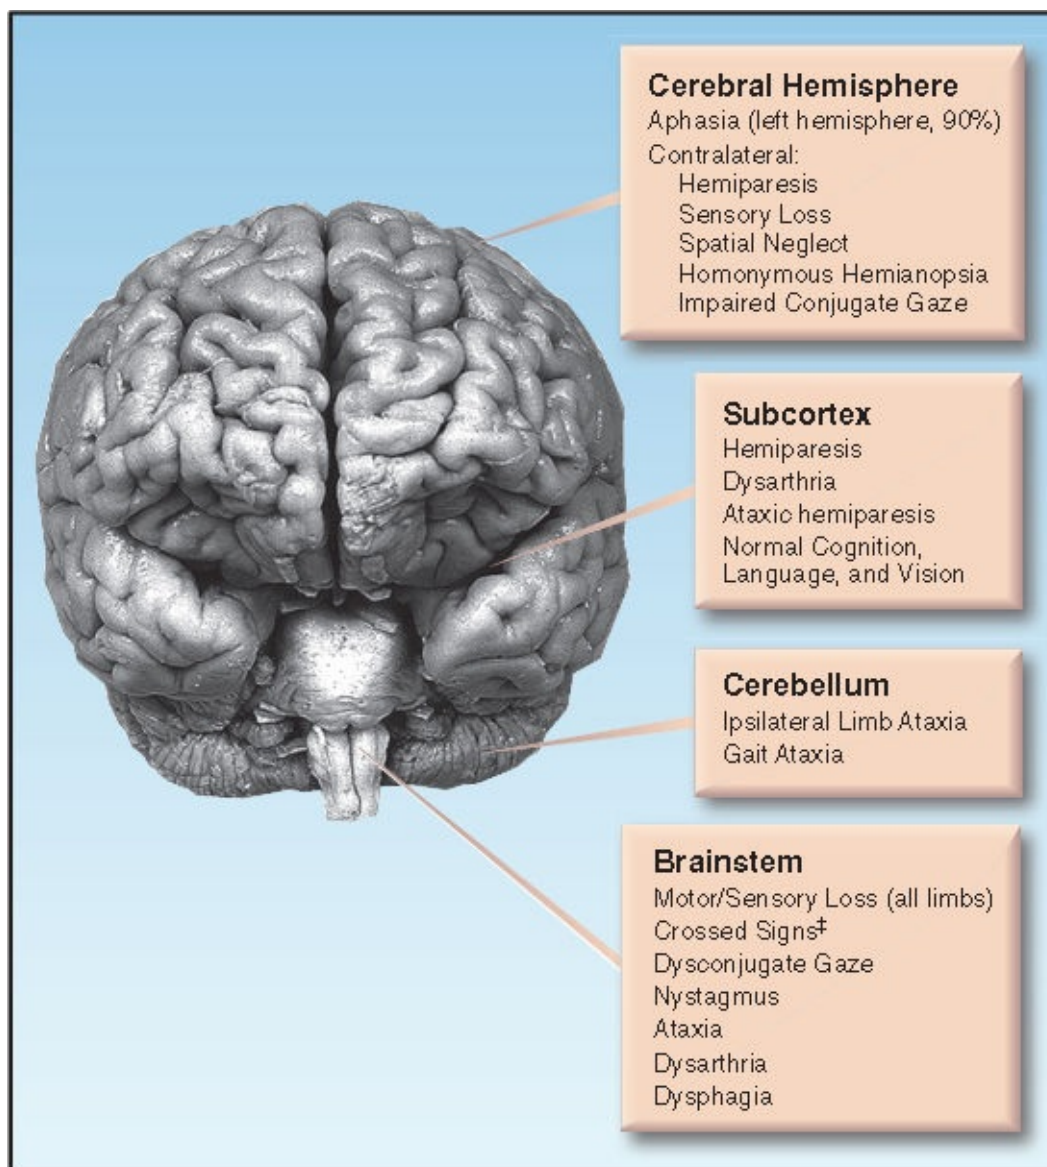 Cerebral Hemisphere
Aphasia (left hemisphere, 90%)
Contralateral:
Hemiparesis
Sensory Loss
Spatial Neglect
Homonymous Hemianopsia
Impaired Conjugate Gaze
Subcortex
Hemiparesis
Dysarthria
Ataxic hemiparesis
Normal Cognition,
Language, and Vision
Cerebellum
Ipsilateral Limb Ataxia
Gait Ataxia
Brainstem
Motor/Sensory Loss (all limbs)
Crossed Signs‡
Dysconjugate Gaze
Nystagmus
Ataxia
Dysarthria
Dysphagia